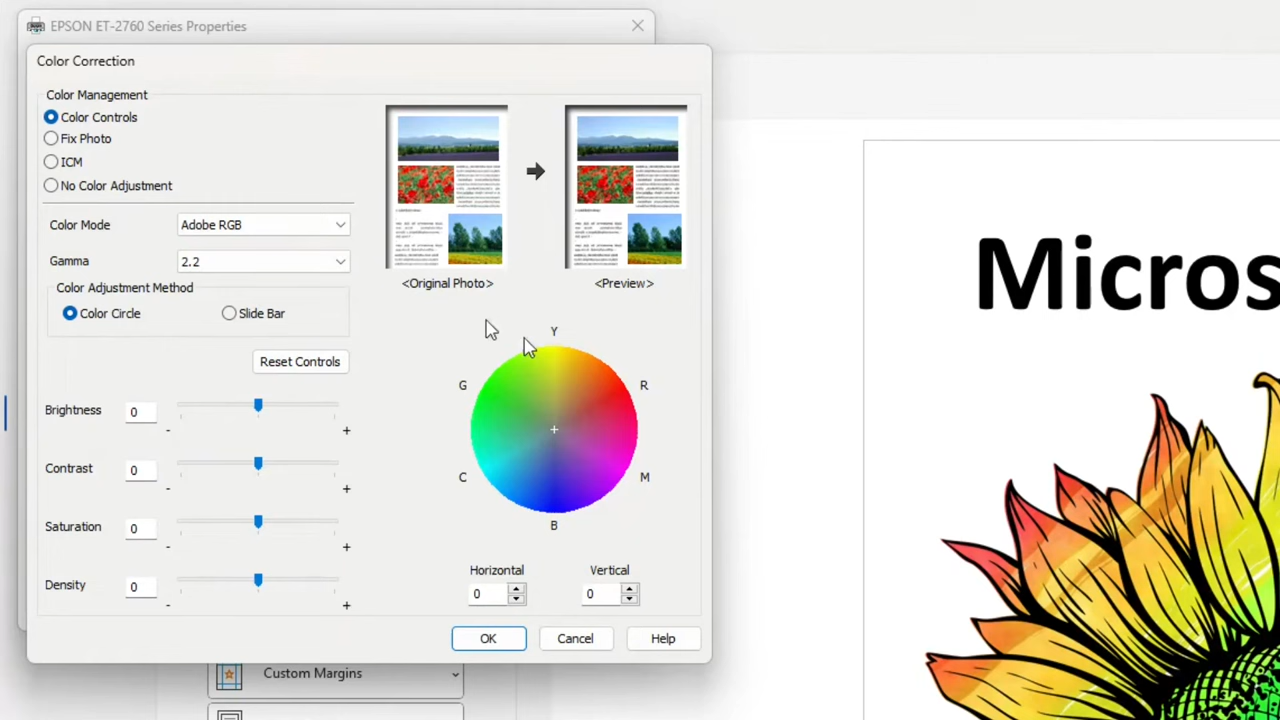 EPSON ET-2760 Series Properties
Color Correction
Color Management
Color Controls
Fix Photo
ICM
No Color Adjustment
Color Mode
Adobe RGB
Gamma
2.2
Color Adjustment Method
Color Circle
Slide Bar
Reset Controls
Brightness
0
-
+
Contrast
0
-
+
Saturation
0
-
+
Density
0
-
+
<Original Photo>
<Preview>
Y
G
R
C
M
B
Horizontal
Vertical
0
0
OK
Cancel
Help
Custom Margins
Micros